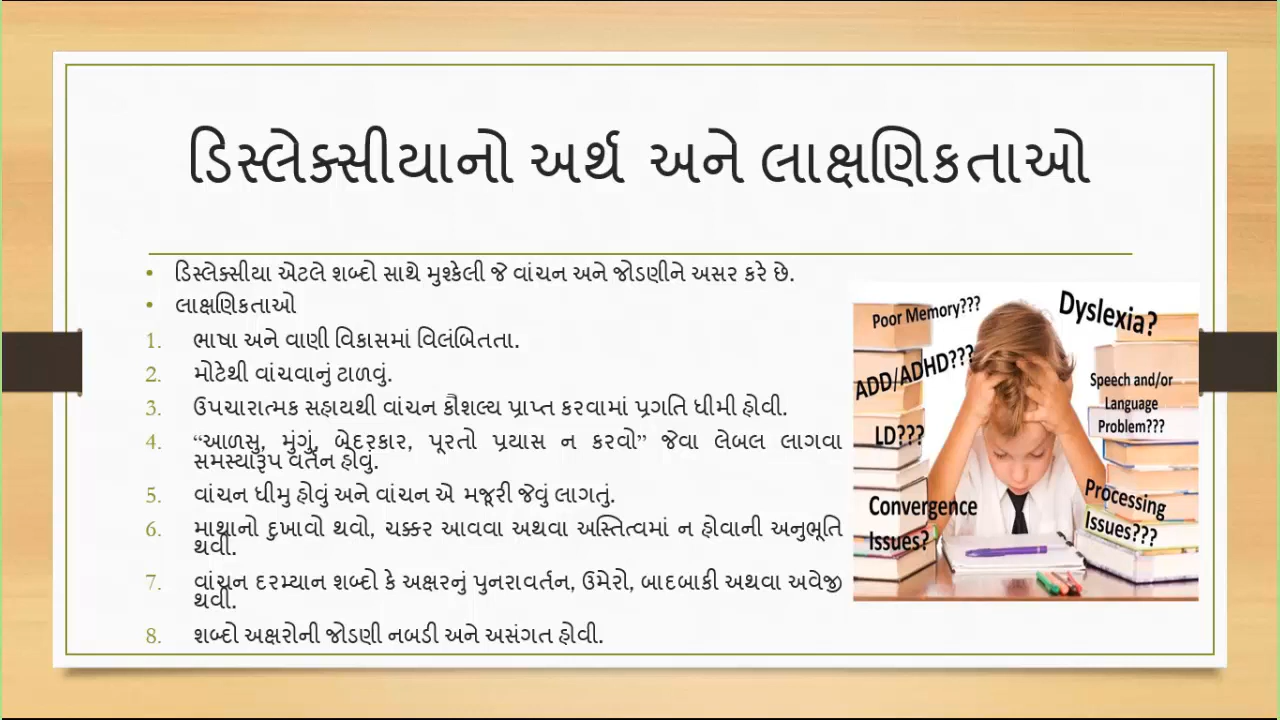 ડિસ્લેક્સીયાનો અર્થ અને લાક્ષણિકતાઓ
• ડિસ્લેક્સીયા એટલે શબ્દો સાથે મુશ્કેલી જે વાંચન અને જોડણીને અસર કરે છે.
• લાક્ષણિકતાઓ
1. ભાષા અને વાણી વિકાસમાં વિલંબિતતા.
2. મોટેથી વાંચવાનું ટાળવું.
3. ઉપચારાત્મક સહાયથી વાંચન કૌશલ્ય પ્રાપ્ત કરવામાં પ્રગતિ ધીમી હોવી.
4. “આળસુ, મુંગું, બેદરકાર, પૂરતો પ્રયાસ ન કરવો” જેવા લેબલ લાગવા
સમસ્યારૂપ વર્તન હોવું.
5. વાંચન ધીમુ હોવું અને વાંચન એ મજૂરી જેવું લાગતું.
6. માથાનો દુખાવો થવો, ચક્કર આવવા અથવા અસ્તિત્વમાં ન હોવાની અનુભૂતિ
થવી.
7. વાંચન દરમ્યાન શબ્દો કે અક્ષરનું પુનરાવર્તન, ઉમેરો, બાદબાકી અથવા અવેજી
થવી.
8. શબ્દો અક્ષરોની જોડણી નબડી અને અસંગત હોવી.
Poor Memory???
Dyslexia?
ADD/ADHD???
Speech and/or
Language
Problem???
LD???
Convergence
Issues?
Processing
Issues???